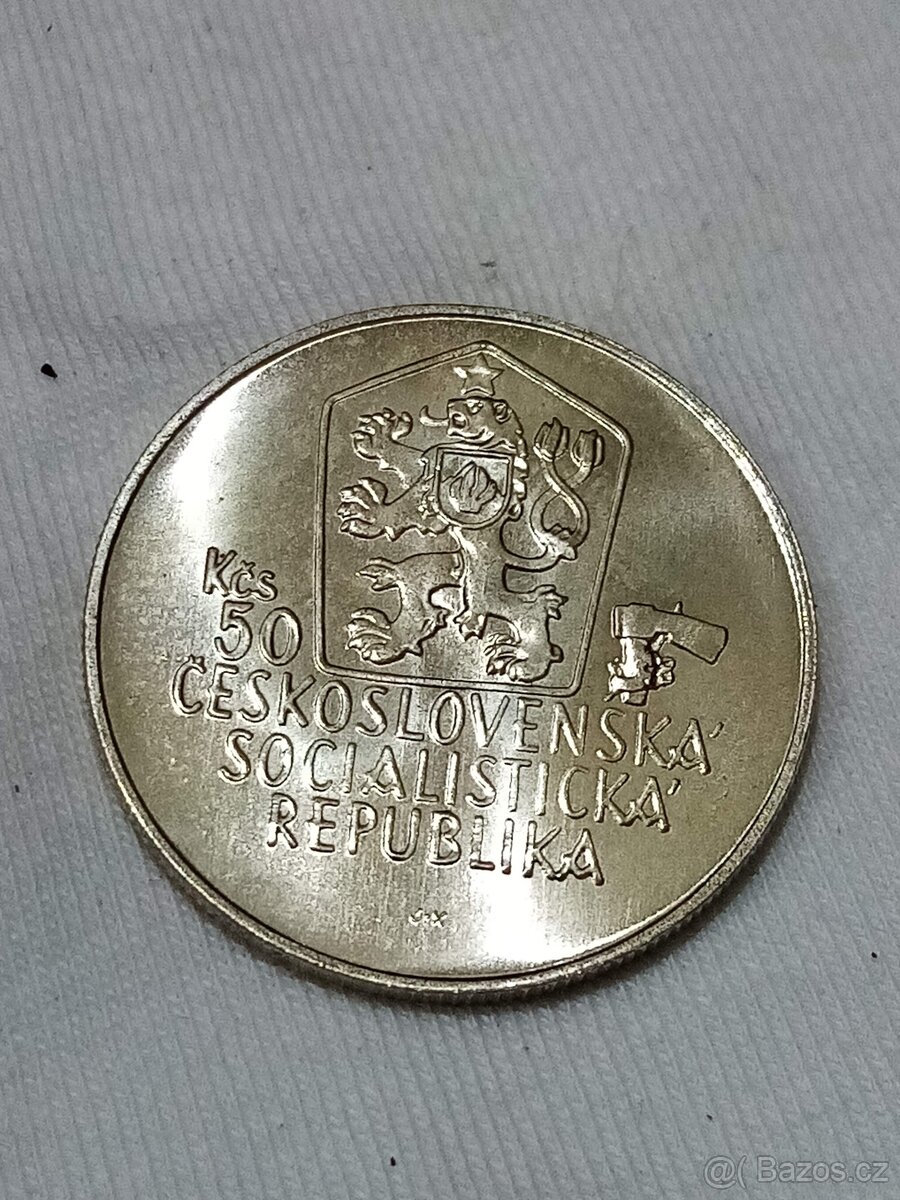 Kčs
50
ČESKOSLOVENSKÁ
SOCIALISTICKÁ
REPUBLIKA
@( Bazos.cz